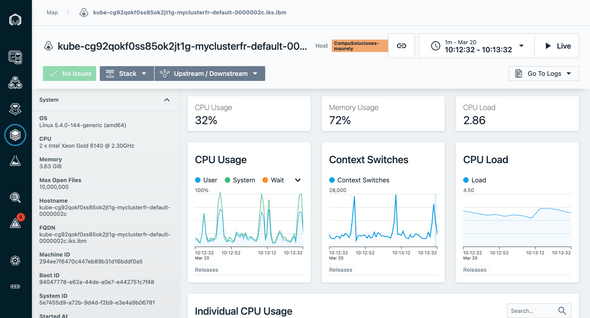 Map
kube-cg92qokf0ss85ok2jt1g-myclusterfr-default-0000002c.iks.ibm
kube-cg92qokf0ss85ok2jt1g-myclusterfr-default-00...
Host
CompuSoluciones-mourely
1m - Mar 20
10:12:32 - 10:13:32
Live
No Issues
Stack
Upstream / Downstream
Go To Logs
System
OS
Linux 5.4.0-144-generic (amd64)
CPU
2 x Intel Xeon Gold 6140 @ 2.30GHz
Memory
3.63 GiB
Max Open Files
10,000,000
Hostname
kube-cg92qokf0ss85ok2jt1g-myclusterfr-default-
0000002c
FQDN
kube-cg92qokf0ss85ok2jt1g-myclusterfr-default-
0000002c.iks.ibm
Machine ID
294ee7f6470c447eb89b31d16bddf0a5
Boot ID
94047778-e62a-44de-a0e7-e442751c7f48
System ID
5e7455d9-a72b-9d4d-f2b9-e3e4a9b06781
Started At
CPU Usage
32%
Memory Usage
72%
CPU Load
2.86
CPU Usage
User
System
Wait
100%
10:12:32
Mar 20
10:12:52
10:13:12
10:13:32
Releases
Context Switches
Context Switches
28,000
10:12:32
Mar 20
10:12:52
10:13:12
10:13:32
Releases
CPU Load
Load
4.50
10:12:32
Mar 20
10:12:52
10:13:12
10:13:32
Releases
Individual CPU Usage
Search...